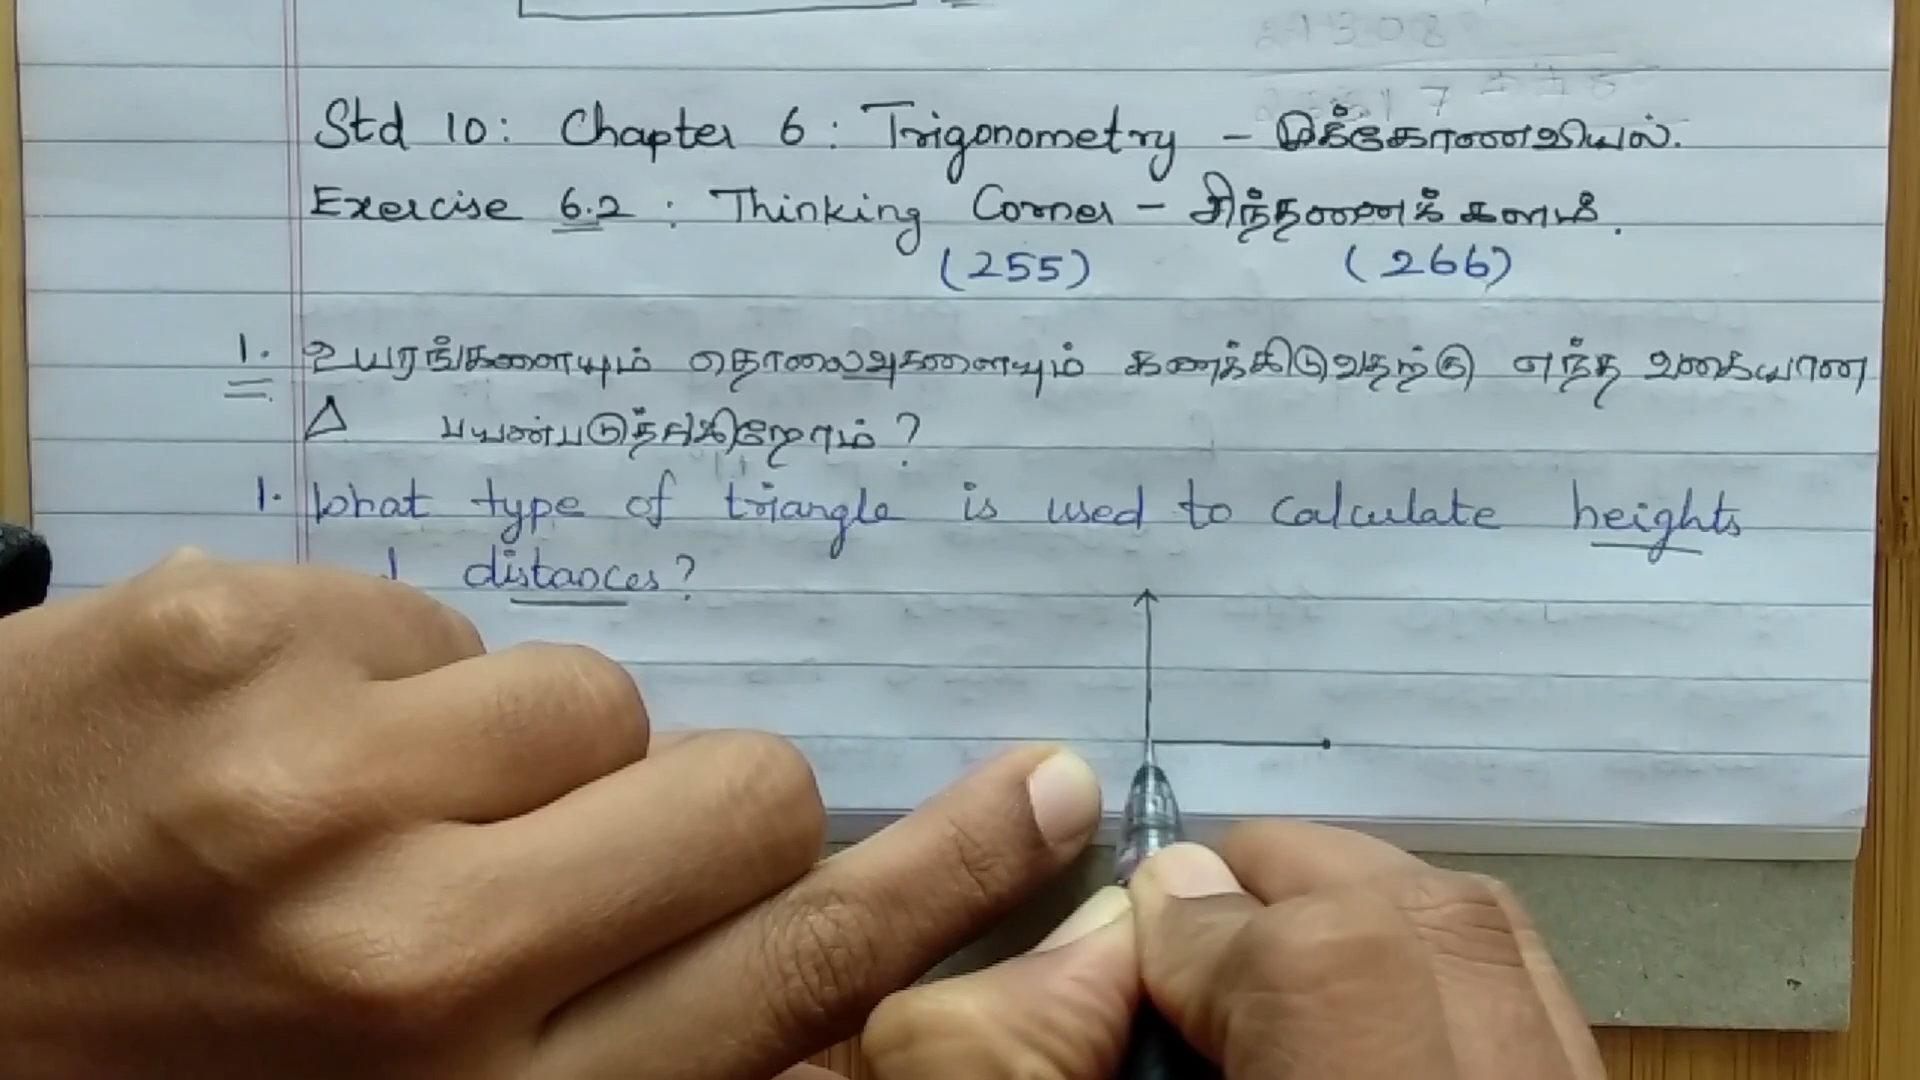 Std 10: Chapter 6: Trigonometry - முக்கோணவியல்.
Exercise 6.2 : Thinking Corner - சிந்தனைக் களம்.
(255) (266)
1. உயரங்களையும் தொலைவுகளையும் கணக்கிடுவதற்கு எந்த வகையான
△ பயன்படுத்துகிறோம்?
1. What type of triangle is used to calculate heights
distances?